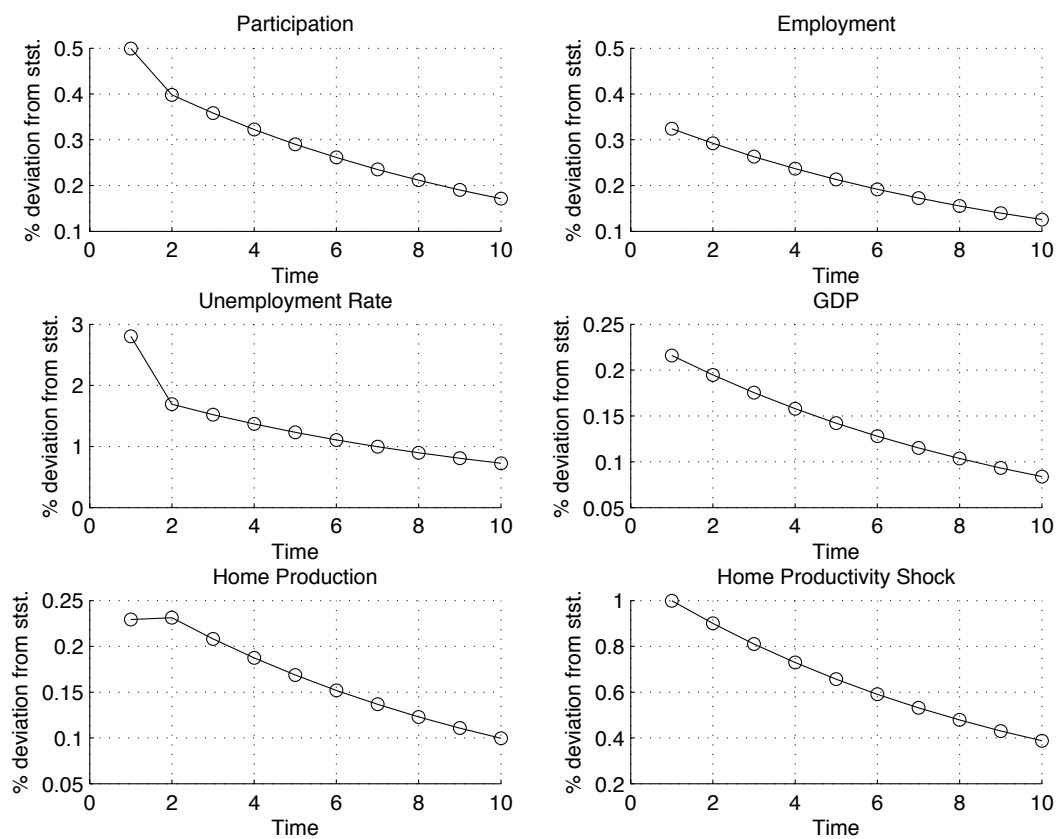 Participation
% deviation from stst.
0.5
0.4
0.3
0.2
0.1
0 2 4 6 8 10
Time
Employment
% deviation from stst.
0.5
0.4
0.3
0.2
0.1
0 2 4 6 8 10
Time
Unemployment Rate
% deviation from stst.
3
2
1
0
0 2 4 6 8 10
Time
GDP
% deviation from stst.
0.25
0.2
0.15
0.1
0.05
0 2 4 6 8 10
Time
Home Production
% deviation from stst.
0.25
0.2
0.15
0.1
0.05
0 2 4 6 8 10
Time
Home Productivity Shock
% deviation from stst.
1
0.8
0.6
0.4
0.2
0 2 4 6 8 10
Time